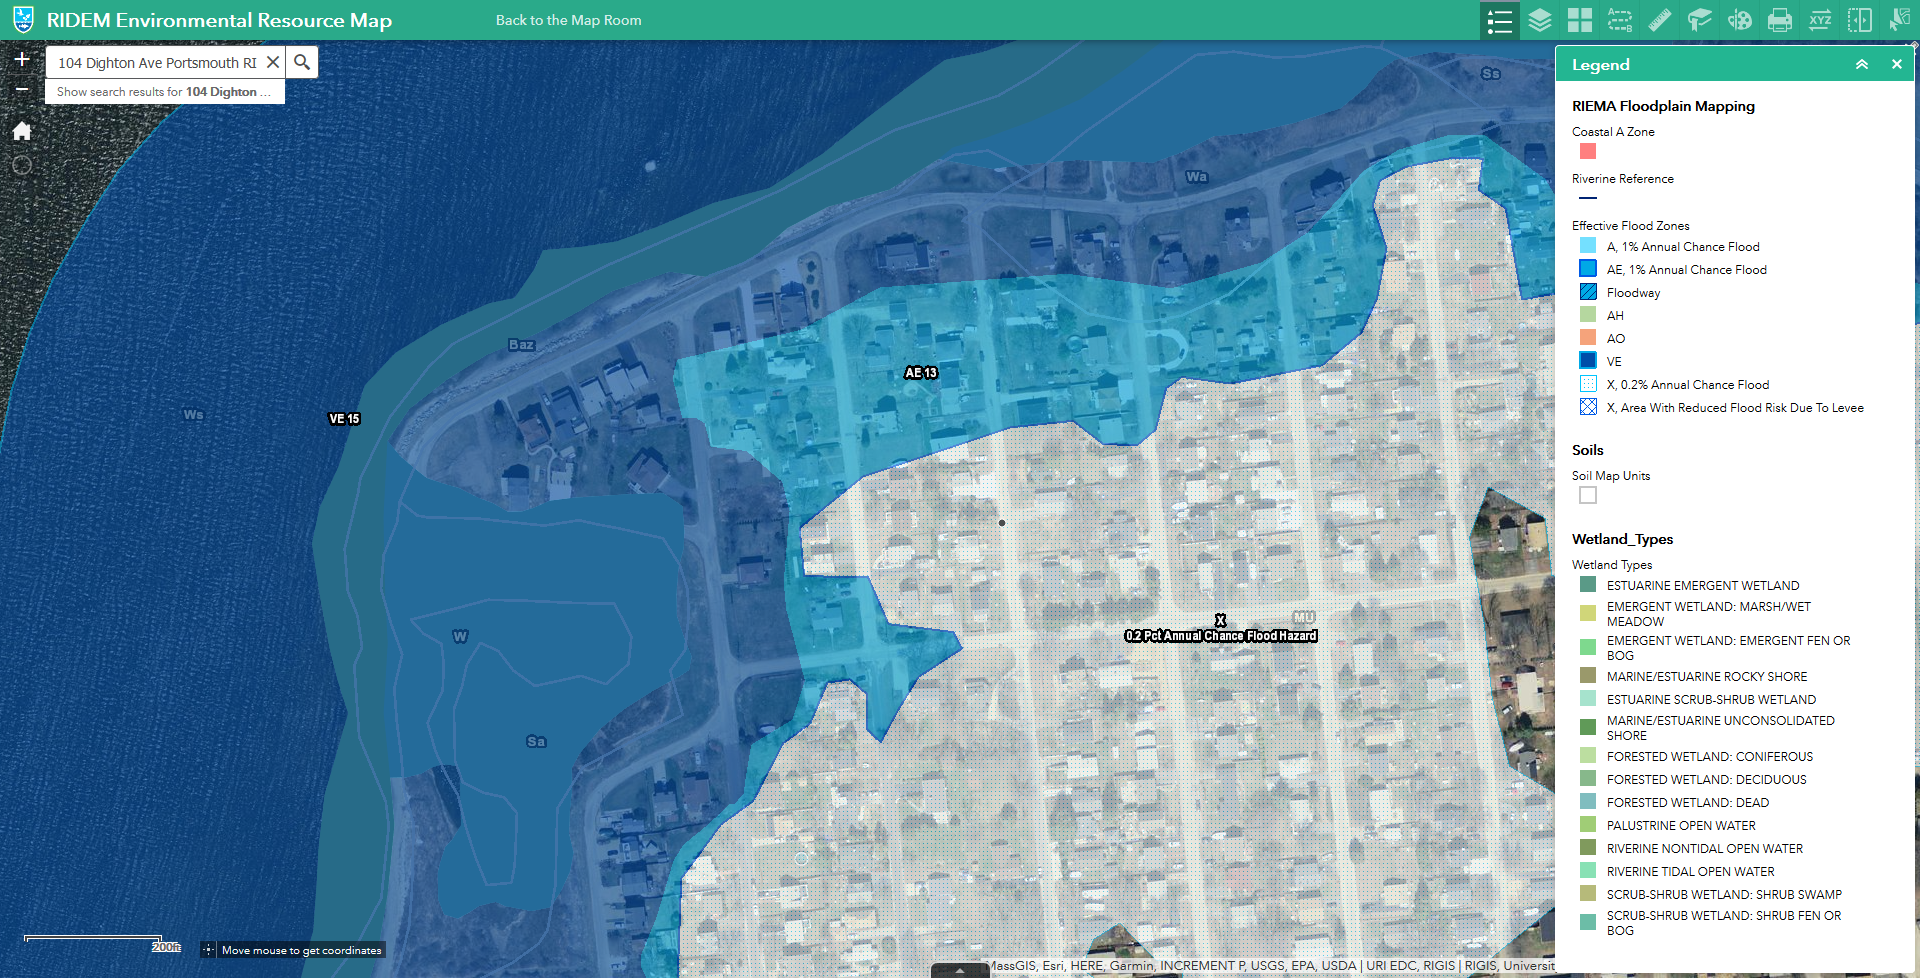 RIDEM Environmental Resource Map
Back to the Map Room
XYZ
104 Dighton Ave Portsmouth RI
Show search results for 104 Dighton ...
Ss
Wa
Baz
AE 13
VE 15
Ws
W
Sa
MU
X
0.2 Pct Annual Chance Flood Hazard
200ft
Move mouse to get coordinates
MassGIS, Esri, HERE, Garmin, INCREMENT P, USGS, EPA, USDA | URI EDC, RIGIS | RIGIS, Universit
Legend
RIEMA Floodplain Mapping
Coastal A Zone
Riverine Reference
Effective Flood Zones
A, 1% Annual Chance Flood
AE, 1% Annual Chance Flood
Floodway
AH
AO
VE
X, 0.2% Annual Chance Flood
X, Area With Reduced Flood Risk Due To Levee
Soils
Soil Map Units
Wetland_Types
Wetland Types
ESTUARINE EMERGENT WETLAND
EMERGENT WETLAND: MARSH/WET
MEADOW
EMERGENT WETLAND: EMERGENT FEN OR
BOG
MARINE/ESTUARINE ROCKY SHORE
ESTUARINE SCRUB-SHRUB WETLAND
MARINE/ESTUARINE UNCONSOLIDATED
SHORE
FORESTED WETLAND: CONIFEROUS
FORESTED WETLAND: DECIDUOUS
FORESTED WETLAND: DEAD
PALUSTRINE OPEN WATER
RIVERINE NONTIDAL OPEN WATER
RIVERINE TIDAL OPEN WATER
SCRUB-SHRUB WETLAND: SHRUB SWAMP
SCRUB-SHRUB WETLAND: SHRUB FEN OR
BOG